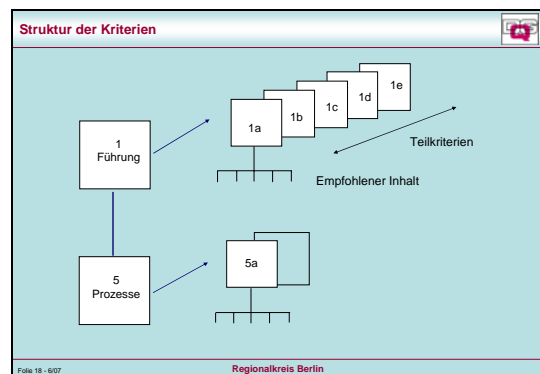 Struktur der Kriterien
DQS
1e
1d
1c
1b
1a
1
Führung
Teilkriterien
Empfohlener Inhalt
5a
5
Prozesse
Folie 18 - 6/07
Regionalkreis Berlin